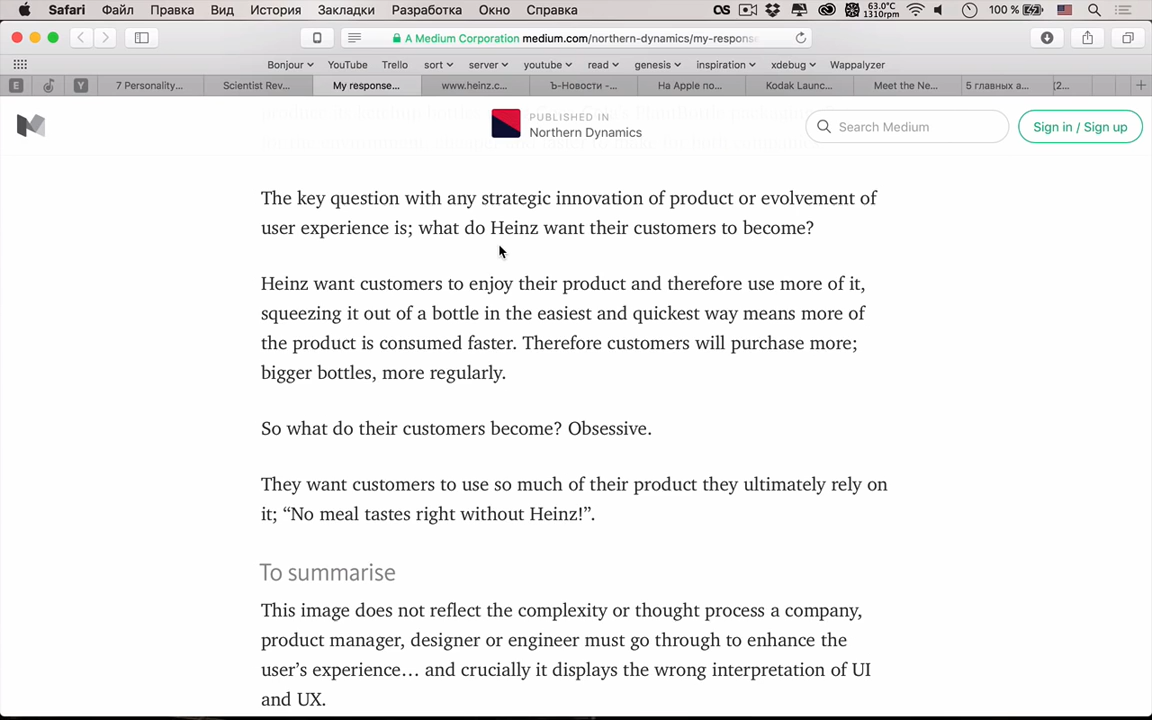 Safari Файл Правка Вид История Закладки Разработка Окно Справка 63.0°C 1310rpm 100 %
A Medium Corporation medium.com/northern-dynamics/my-respons
Bonjour YouTube Trello sort server youtube read genesis inspiration xdebug Wappalyzer
E Y 7 Personality... Scientist Rev... My response... www.heinz.c... Ъ-Новости -... На Apple по... Kodak Launc... Meet the Ne... 5 главных а... [2...
PUBLISHED IN
Northern Dynamics
Search Medium
Sign in / Sign up
The key question with any strategic innovation of product or evolvement of
user experience is; what do Heinz want their customers to become?
Heinz want customers to enjoy their product and therefore use more of it,
squeezing it out of a bottle in the easiest and quickest way means more of
the product is consumed faster. Therefore customers will purchase more;
bigger bottles, more regularly.
So what do their customers become? Obsessive.
They want customers to use so much of their product they ultimately rely on
it; “No meal tastes right without Heinz!”.
To summarise
This image does not reflect the complexity or thought process a company,
product manager, designer or engineer must go through to enhance the
user’s experience… and crucially it displays the wrong interpretation of UI
and UX.